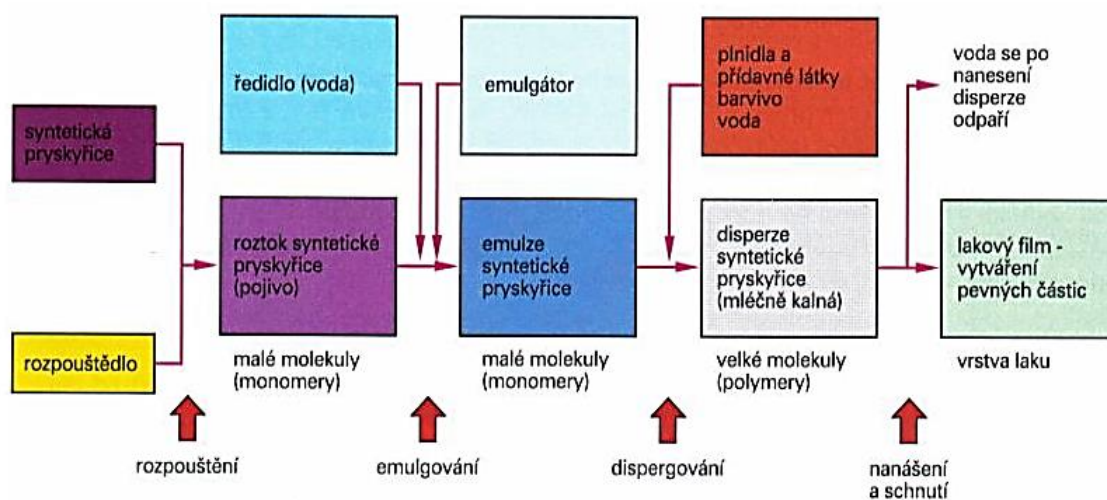 syntetická
pryskyřice
rozpouštědlo
ředidlo (voda)
emulgátor
plnidla a
přídavné látky
barvivo
voda
voda se po
nanesení
disperze
odpaří
roztok syntetické
pryskyřice
(pojivo)
emulze
syntetické
pryskyřice
disperze
syntetické
pryskyřice
(mléčně kalná)
lakový film -
vytváření
pevných částic
malé molekuly
(monomery)
malé molekuly
(monomery)
velké molekuly
(polymery)
vrstva laku
rozpouštění
emulgování
dispergování
nanášení
a schnutí